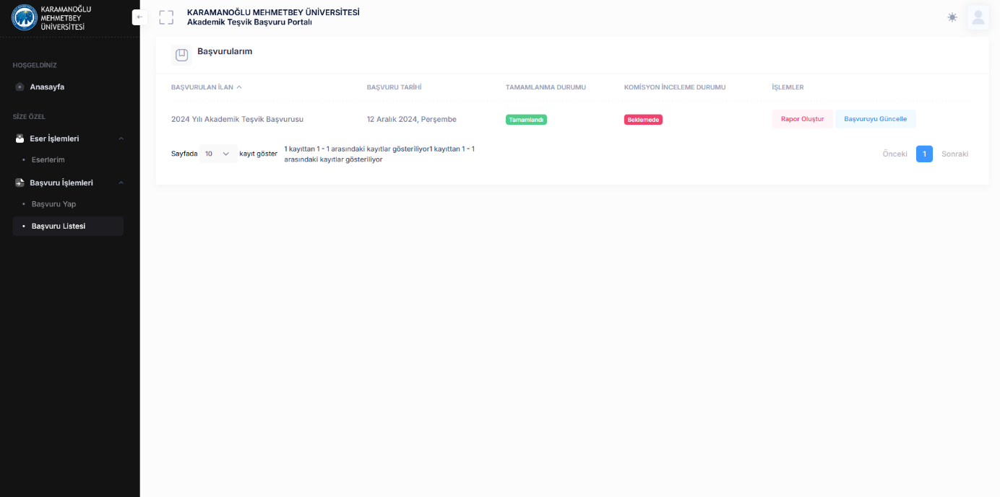 KARAMANOĞLU
MEHMETBEY
ÜNİVERSİTESİ
HOŞGELDİNİZ
Anasayfa
SİZE ÖZEL
Eser İşlemleri
Eserlerim
Başvuru İşlemleri
Başvuru Yap
Başvuru Listesi
KARAMANOĞLU MEHMETBEY ÜNİVERSİTESİ
Akademik Teşvik Başvuru Portalı
Başvurularım
BAŞVURULAN İLAN BAŞVURU TARİHİ TAMAMLANMA DURUMU KOMİSYON İNCELEME DURUMU İŞLEMLER
2024 Yılı Akademik Teşvik Başvurusu 12 Aralık 2024, Perşembe Tamamlandı Beklemede Rapor Oluştur Başvuruyu Güncelle
Sayfada 10 kayıt göster 1 kayıttan 1 - 1 arasındaki kayıtlar gösteriliyor1 kayıttan 1 - 1
arasındaki kayıtlar gösteriliyor
Önceki 1 Sonraki